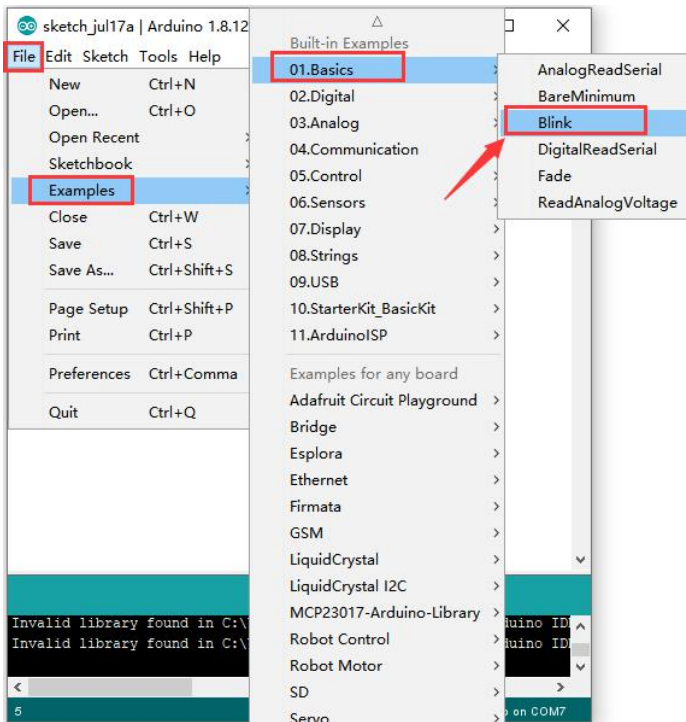 sketch_jul17a | Arduino 1.8.12
File Edit Sketch Tools Help
New Ctrl+N
Open... Ctrl+O
Open Recent
Sketchbook
Examples
Close Ctrl+W
Save Ctrl+S
Save As... Ctrl+Shift+S
Page Setup Ctrl+Shift+P
Print Ctrl+P
Preferences Ctrl+Comma
Quit Ctrl+Q
Built-in Examples
01.Basics
02.Digital
03.Analog
04.Communication
05.Control
06.Sensors
07.Display
08.Strings
09.USB
10.StarterKit_BasicKit
11.ArduinoISP
Examples for any board
Adafruit Circuit Playground
Bridge
Esplora
Ethernet
Firmata
GSM
LiquidCrystal
LiquidCrystal I2C
MCP23017-Arduino-Library
Robot Control
Robot Motor
SD
Servo
AnalogReadSerial
BareMinimum
Blink
DigitalReadSerial
Fade
ReadAnalogVoltage
Invalid library found in C:\
Invalid library found in C:\
5
on COM7